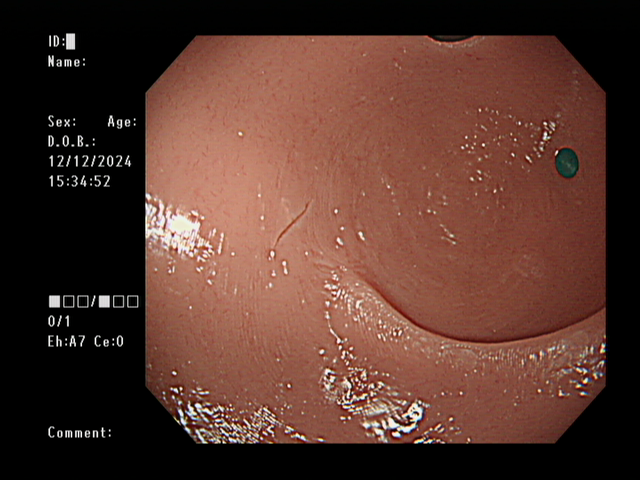 ID:
Name:
Sex: Age:
D.O.B.:
12/12/2024
15:34:52
■□□/■□□
0/1
Eh:A7 Ce:0
Comment: